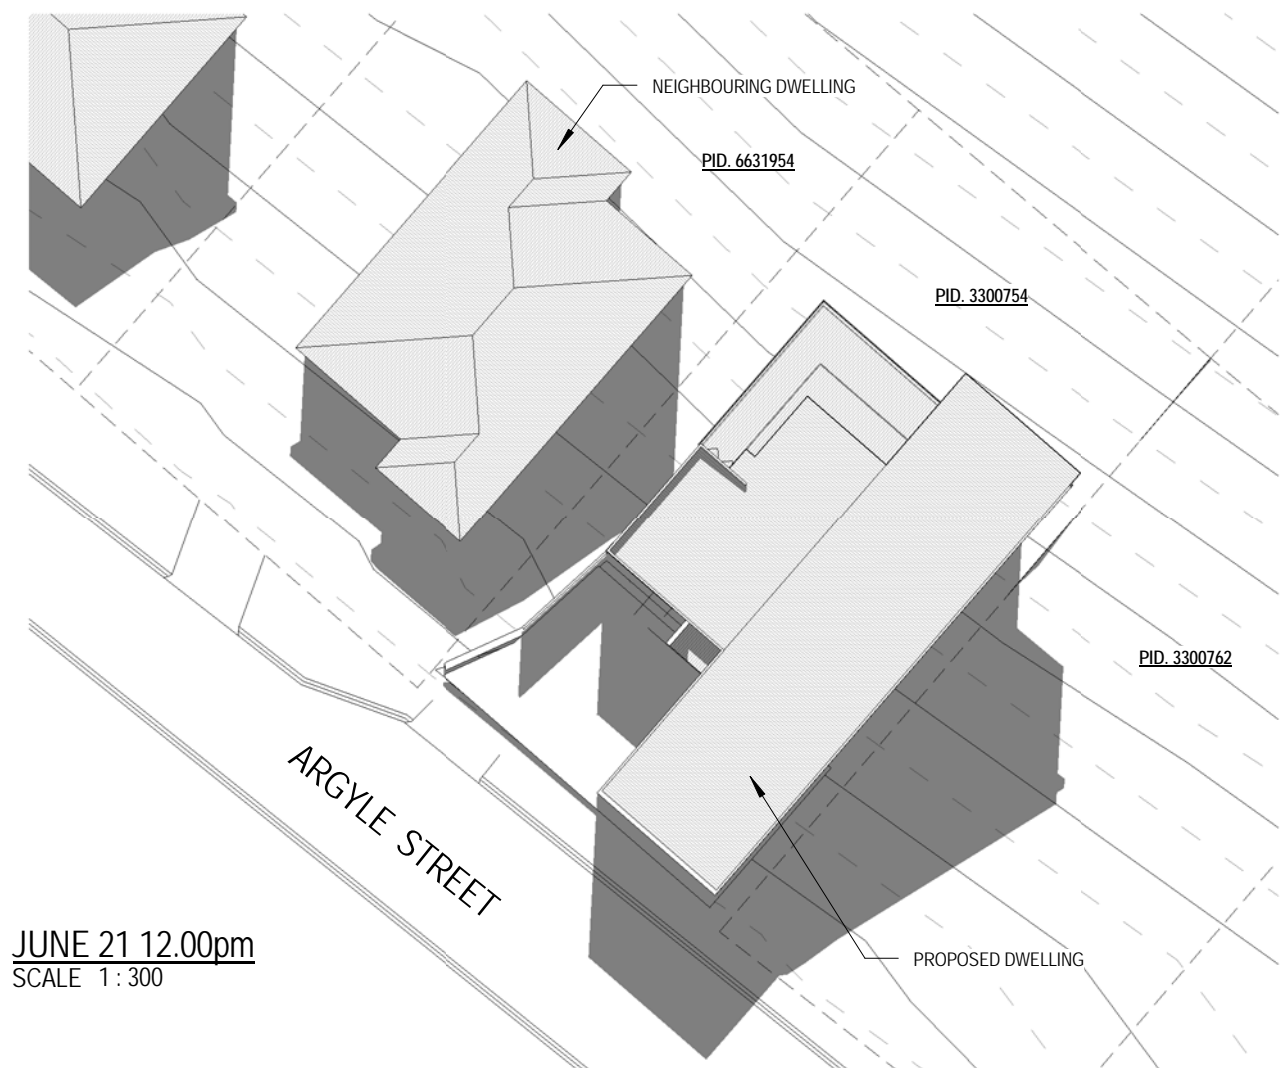 NEIGHBOURING DWELLING
PID. 6631954
PID. 3300754
PID. 3300762
ARGYLE STREET
JUNE 21 12.00pm
SCALE 1 : 300
PROPOSED DWELLING